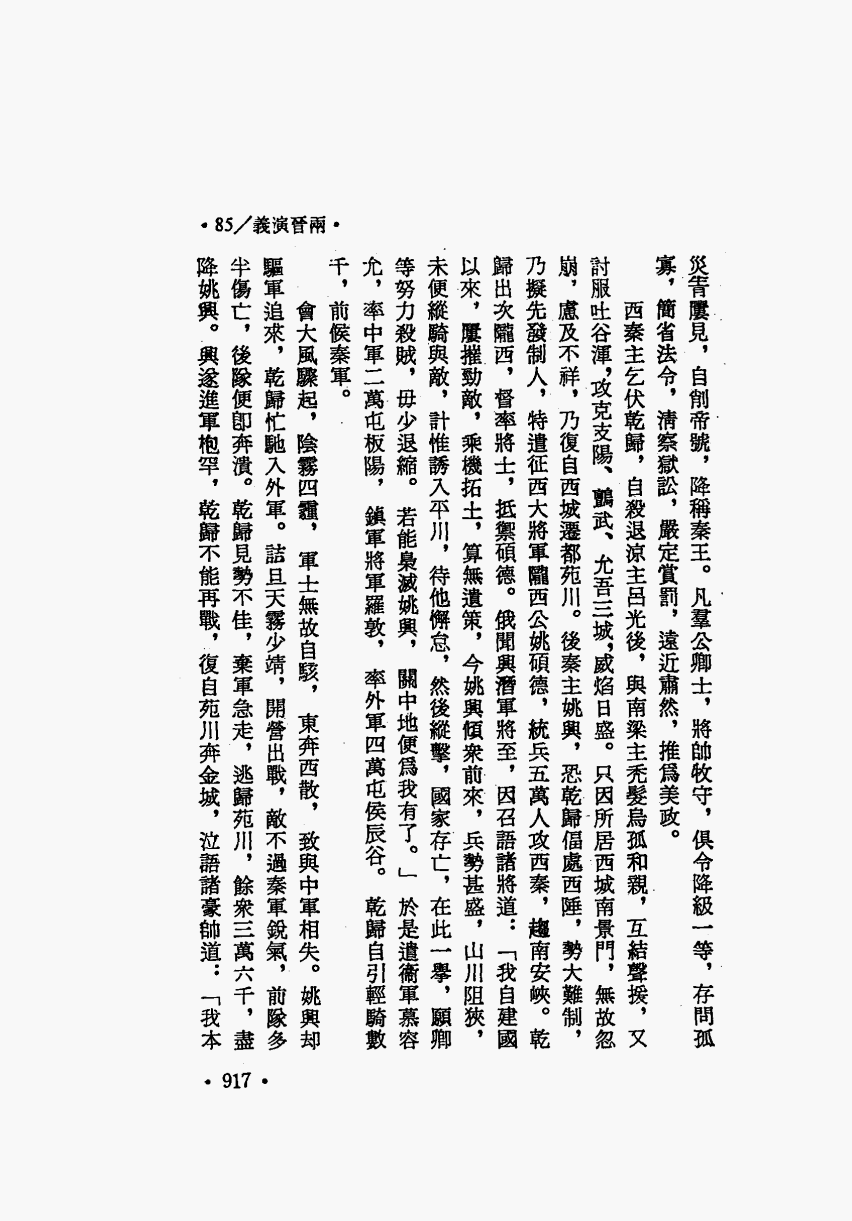 •85/義演晉兩•
災眚屢見，自削帝號，降稱秦王。凡羣公卿士，將帥牧守，俱令降級一等，存問孤
寡，簡省法令，清察獄訟，嚴定賞罰，遠近肅然，推爲美政。
西秦主乞伏乾歸，自殺退涼主呂光後，與南梁主禿髮烏孤和親，互結聲援，又
討服吐谷渾，攻克支陽、鸇武、允吾三城，威焰日盛。只因所居西城南景門，無故忽
崩，慮及不祥，乃復自西城遷都苑川。後秦主姚興，恐乾歸偪處西陲，勢大難制，
乃擬先發制人，特遣征西大將軍隴西公姚碩德，統兵五萬人攻西秦，趨南安峽。乾
歸出次隴西，督率將士，抵禦碩德。俄聞興潛軍將至，因召語諸將道：「我自建國
以來，屢摧勁敵，乘機拓土，算無遺策，今姚興傾衆前來，兵勢甚盛，山川阻狹，
未便縱騎與敵，計惟誘入平川，待他懈怠，然後縱擊，國家存亡，在此一擧，願卿
等努力殺賊，毋少退縮。若能梟滅姚興，關中地便爲我有了。」於是遣衞軍慕容
允，率中軍二萬屯板陽，鎮軍將軍羅敦，率外軍四萬屯侯辰谷。乾歸自引輕騎數
千，前候秦軍。
會大風驟起，陰霧四霾，軍士無故自駭，東奔西散，致與中軍相失。姚興却
驅軍追來，乾歸忙馳入外軍。詰旦天霧少靖，開營出戰，敵不過秦軍銳氣，前隊多
半傷亡，後隊便卽奔潰。乾歸見勢不佳，棄軍急走，逃歸苑川，餘衆三萬六千，盡
降姚興。興遂進軍枹罕，乾歸不能再戰，復自苑川奔金城，泣語諸豪帥道：「我本
•917•